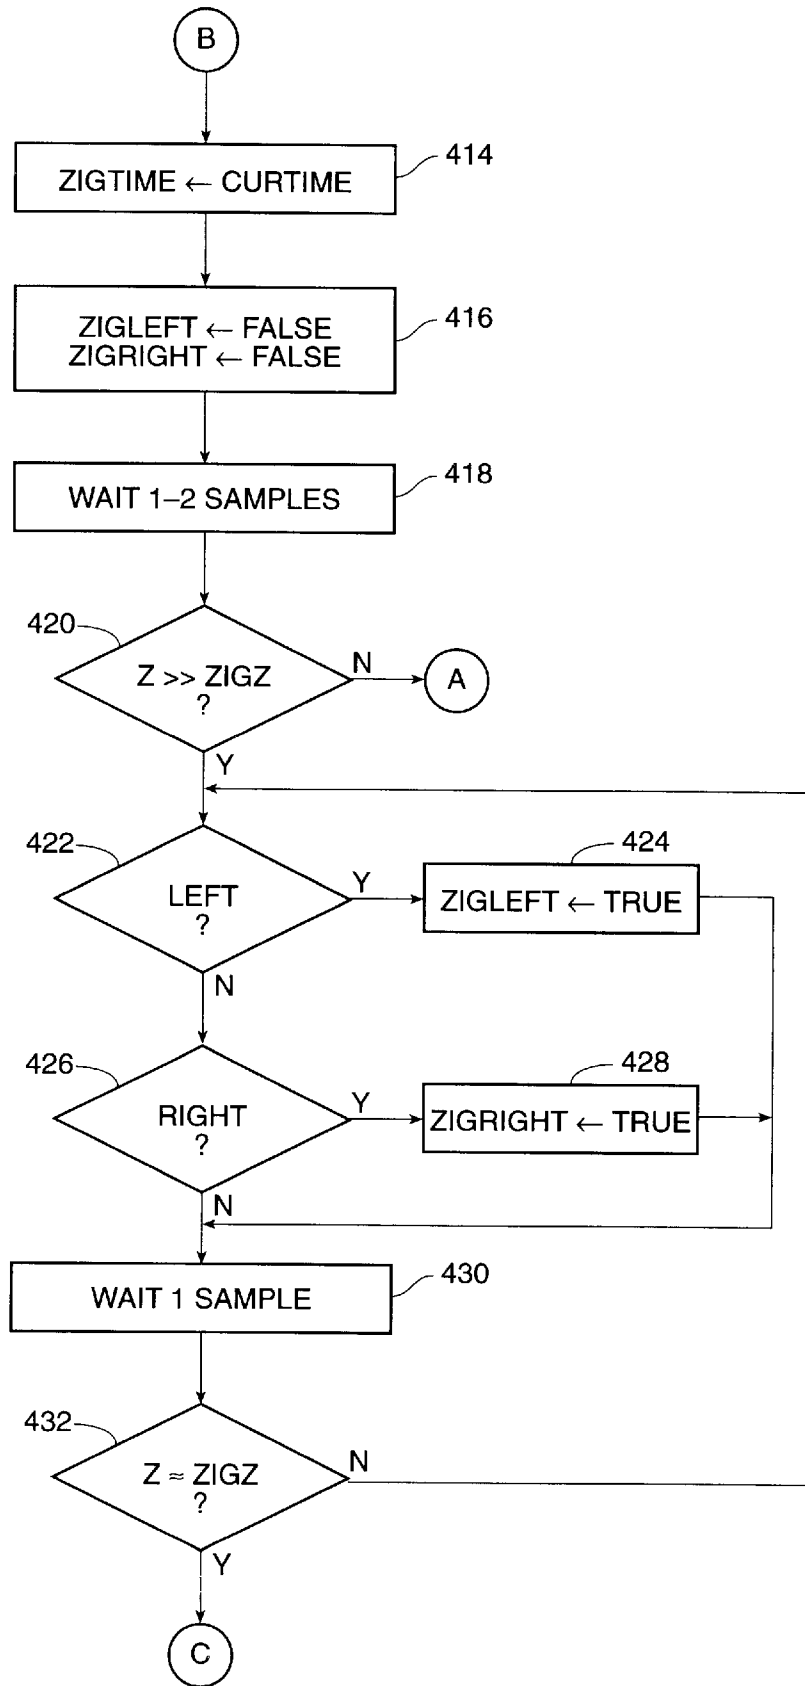 B
ZIGTIME ← CURTIME
414
ZIGLEFT ← FALSE
ZIGRIGHT ← FALSE
416
WAIT 1–2 SAMPLES
418
420
Z >> ZIGZ
?
N
A
Y
422
LEFT
?
Y
424
ZIGLEFT ← TRUE
N
426
RIGHT
?
Y
428
ZIGRIGHT ← TRUE
N
WAIT 1 SAMPLE
430
432
Z ≈ ZIGZ
?
N
Y
C